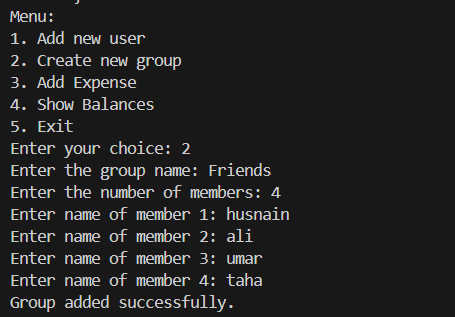 Menu:
1. Add new user
2. Create new group
3. Add Expense
4. Show Balances
5. Exit
Enter your choice: 2
Enter the group name: Friends
Enter the number of members: 4
Enter name of member 1: husnain
Enter name of member 2: ali
Enter name of member 3: umar
Enter name of member 4: taha
Group added successfully.